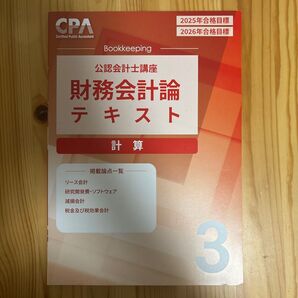 CPA
Certified Public Accountant
2025年合格目標
2026年合格目標
Bookkeeping
公認会計士講座
財務会計論
テキスト
計算
掲載論点一覧
リース会計
研究開発費・ソフトウェア
減損会計
税金及び税効果会計
3